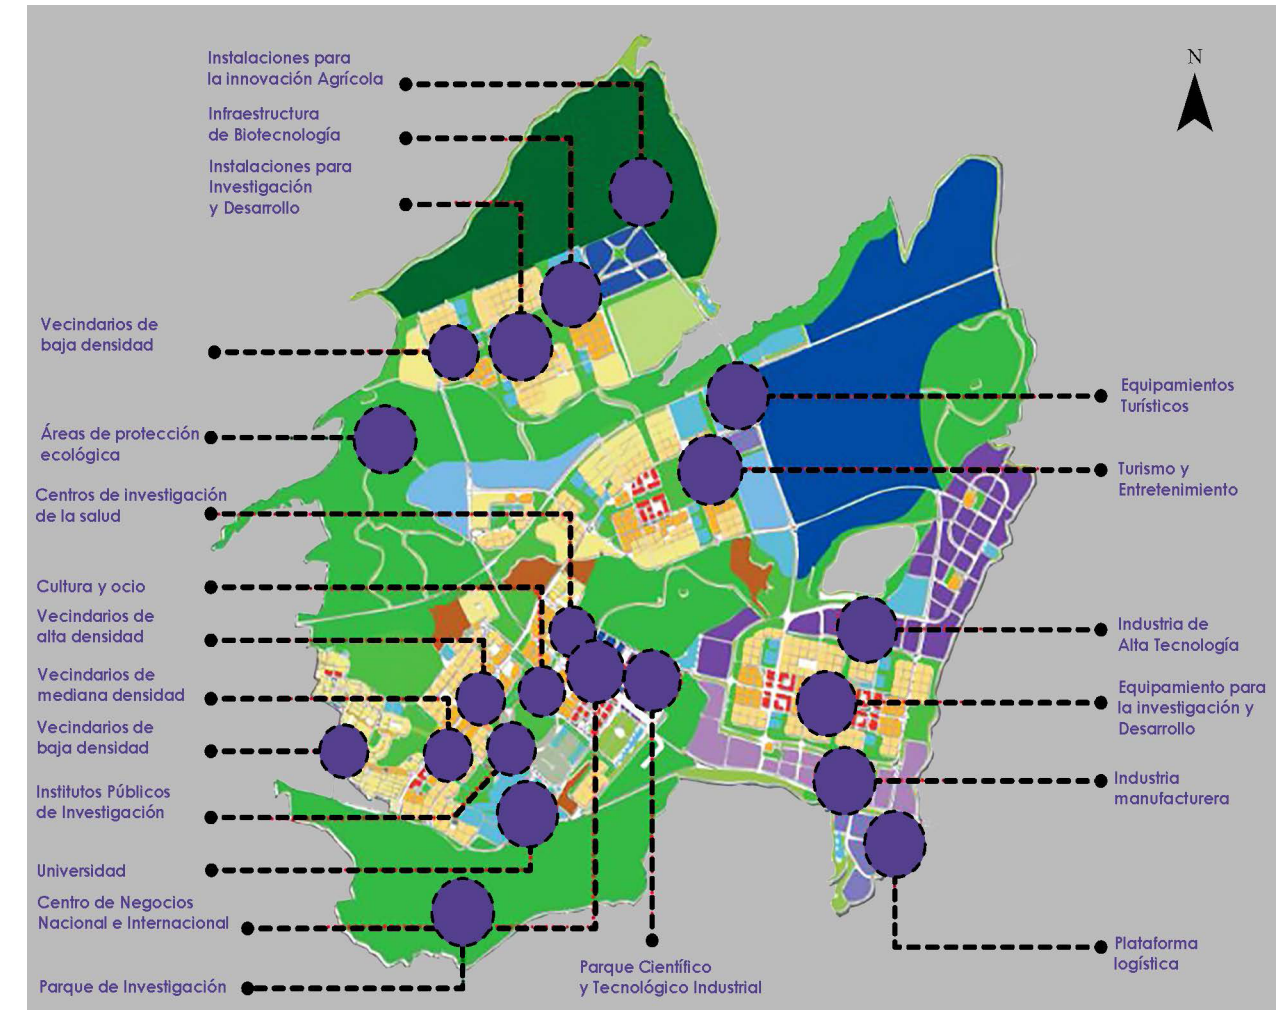 Instalaciones para
la innovación Agrícola
N
Infraestructura
de Biotecnología
Instalaciones para
Investigación
y Desarrollo
Vecindarios de
baja densidad
Áreas de protección
ecológica
Centros de investigación
de la salud
Cultura y ocio
Vecindarios de
alta densidad
Vecindarios de
mediana densidad
Vecindarios de
baja densidad
Institutos Públicos
de Investigación
Universidad
Centro de Negocios
Nacional e Internacional
Parque de Investigación
Parque Científico
y Tecnológico Industrial
Equipamientos
Turísticos
Turismo y
Entretenimiento
Industria de
Alta Tecnología
Equipamiento para
la investigación y
Desarrollo
Industria
manufacturera
Plataforma
logística